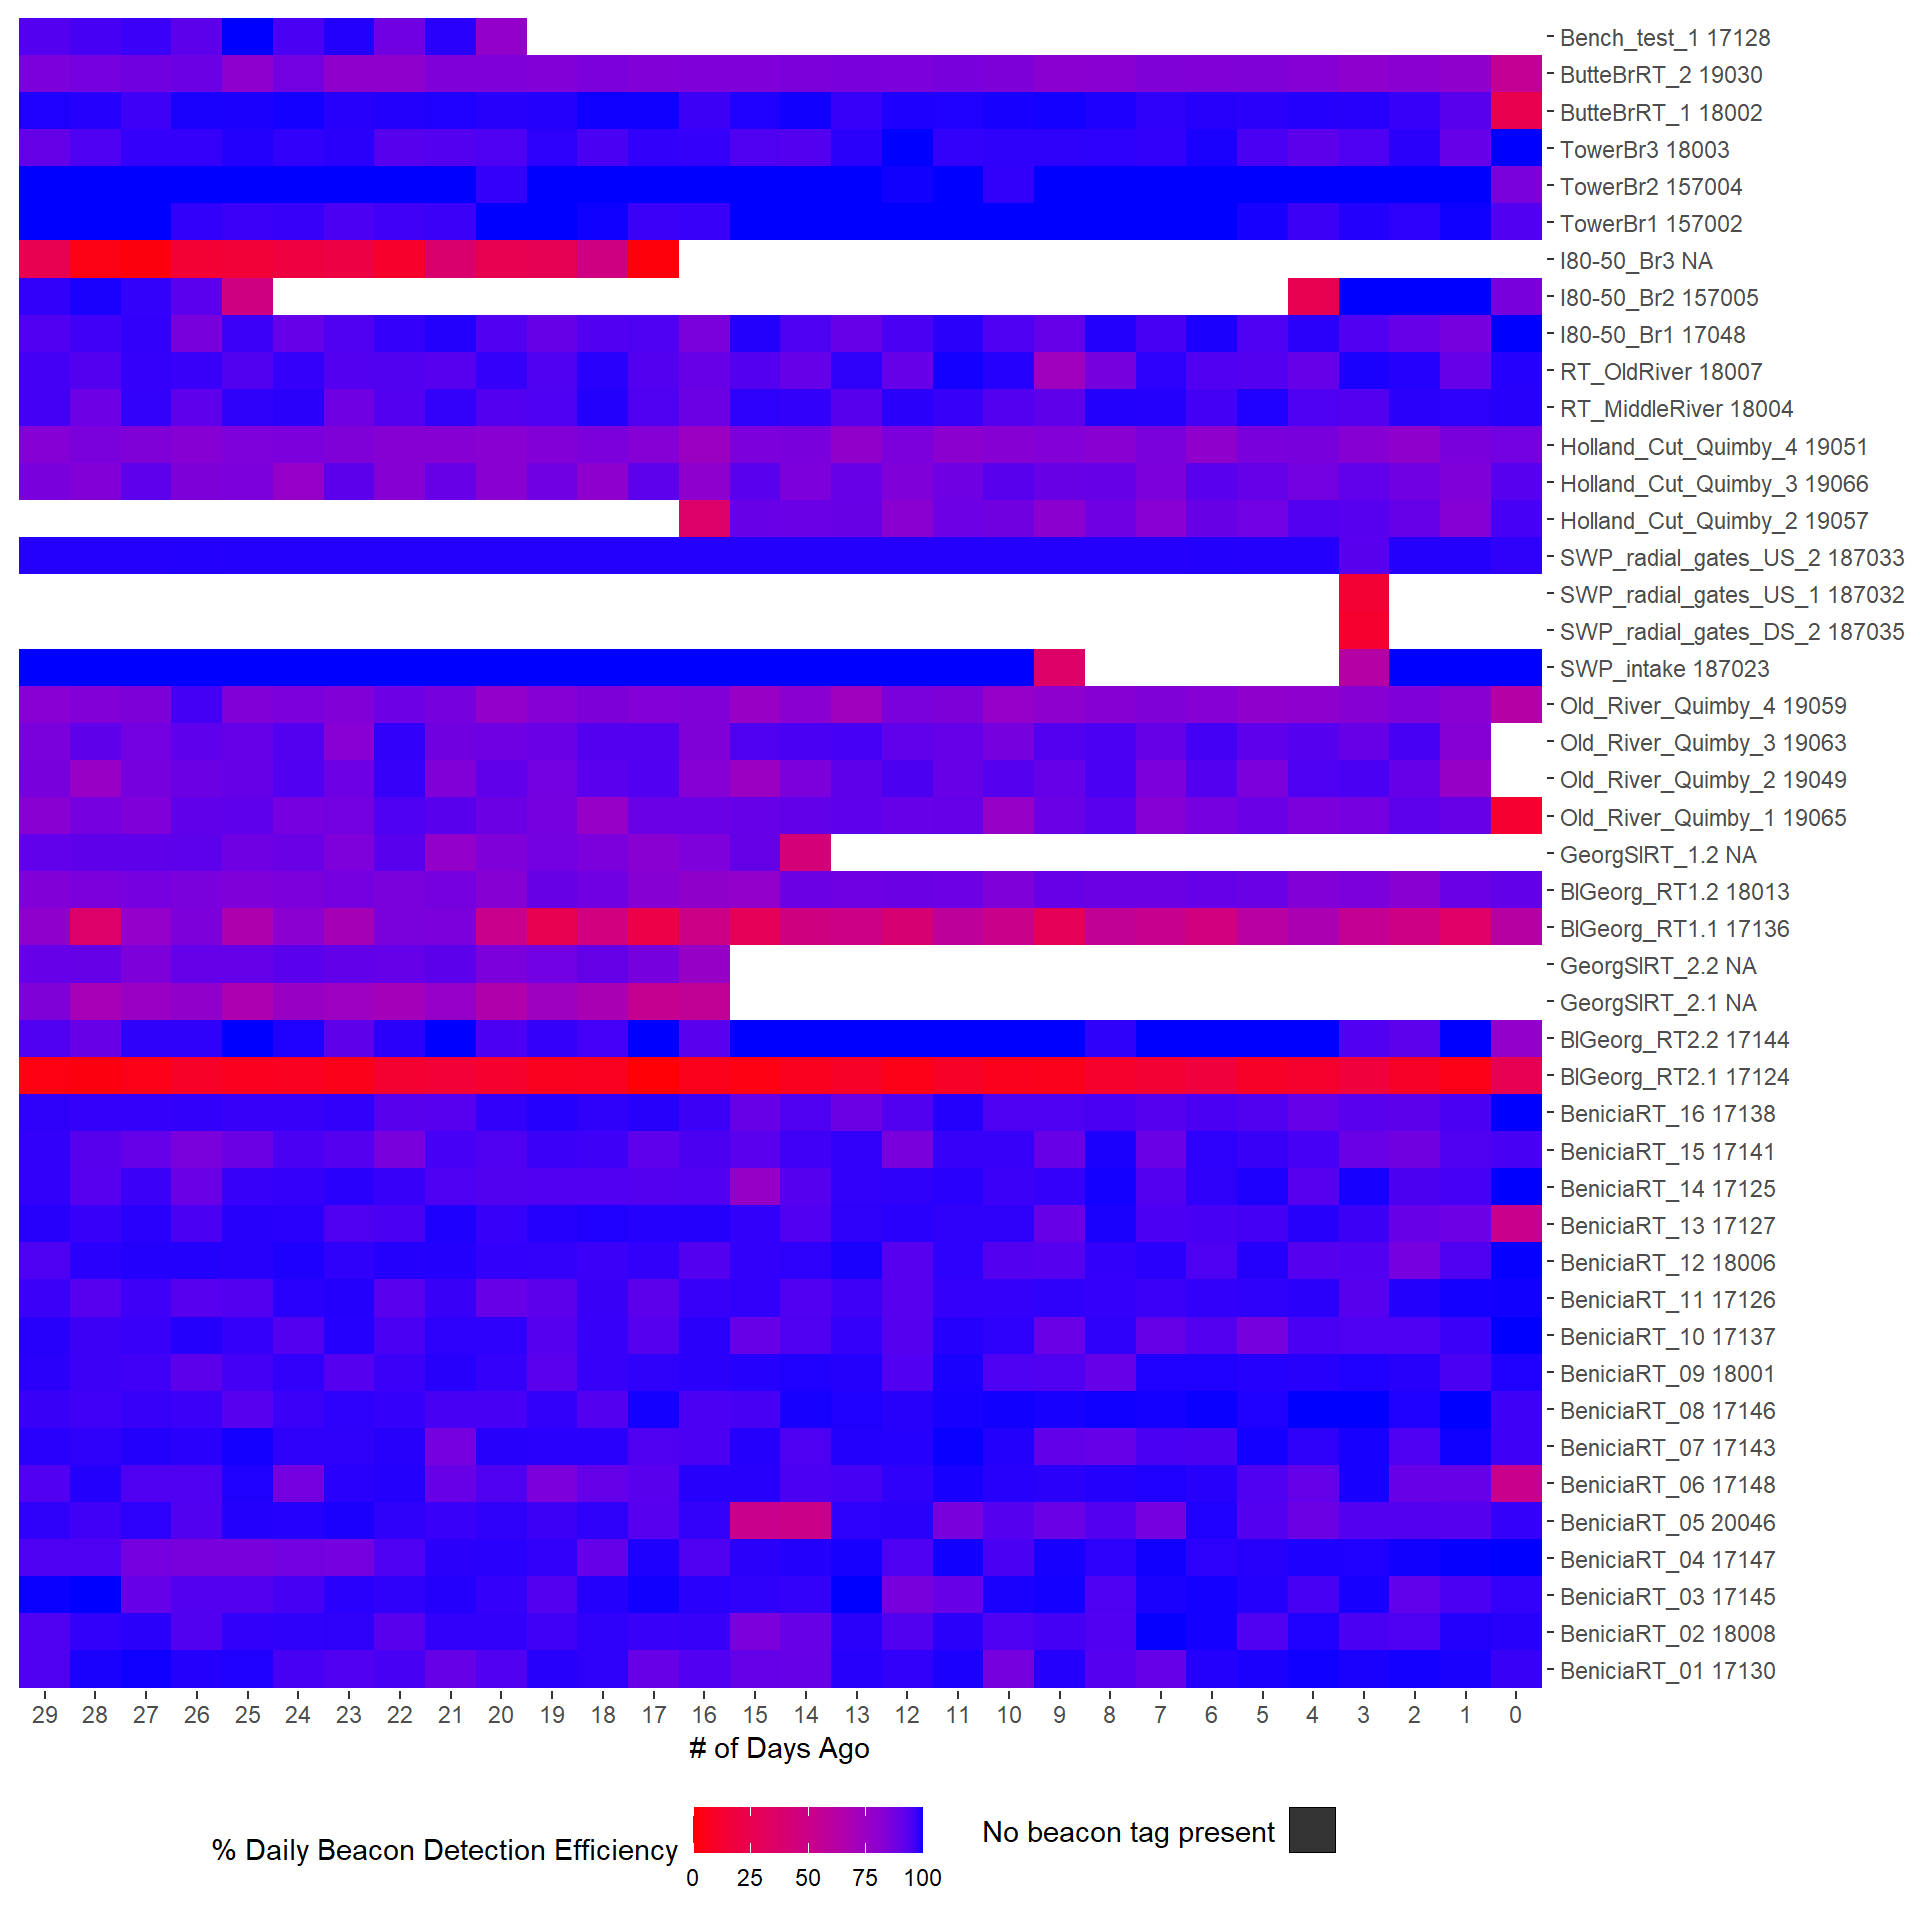 Bench_test_1 17128
ButteBrRT_2 19030
ButteBrRT_1 18002
TowerBr3 18003
TowerBr2 157004
TowerBr1 157002
I80-50_Br3 NA
I80-50_Br2 157005
I80-50_Br1 17048
RT_OldRiver 18007
RT_MiddleRiver 18004
Holland_Cut_Quimby_4 19051
Holland_Cut_Quimby_3 19066
Holland_Cut_Quimby_2 19057
SWP_radial_gates_US_2 187033
SWP_radial_gates_US_1 187032
SWP_radial_gates_DS_2 187035
SWP_intake 187023
Old_River_Quimby_4 19059
Old_River_Quimby_3 19063
Old_River_Quimby_2 19049
Old_River_Quimby_1 19065
GeorgSlRT_1.2 NA
BlGeorg_RT1.2 18013
BlGeorg_RT1.1 17136
GeorgSlRT_2.2 NA
GeorgSlRT_2.1 NA
BlGeorg_RT2.2 17144
BlGeorg_RT2.1 17124
BeniciaRT_16 17138
BeniciaRT_15 17141
BeniciaRT_14 17125
BeniciaRT_13 17127
BeniciaRT_12 18006
BeniciaRT_11 17126
BeniciaRT_10 17137
BeniciaRT_09 18001
BeniciaRT_08 17146
BeniciaRT_07 17143
BeniciaRT_06 17148
BeniciaRT_05 20046
BeniciaRT_04 17147
BeniciaRT_03 17145
BeniciaRT_02 18008
BeniciaRT_01 17130
29 28 27 26 25 24 23 22 21 20 19 18 17 16 15 14 13 12 11 10 9 8 7 6 5 4 3 2 1 0
# of Days Ago
% Daily Beacon Detection Efficiency
0 25 50 75 100
No beacon tag present